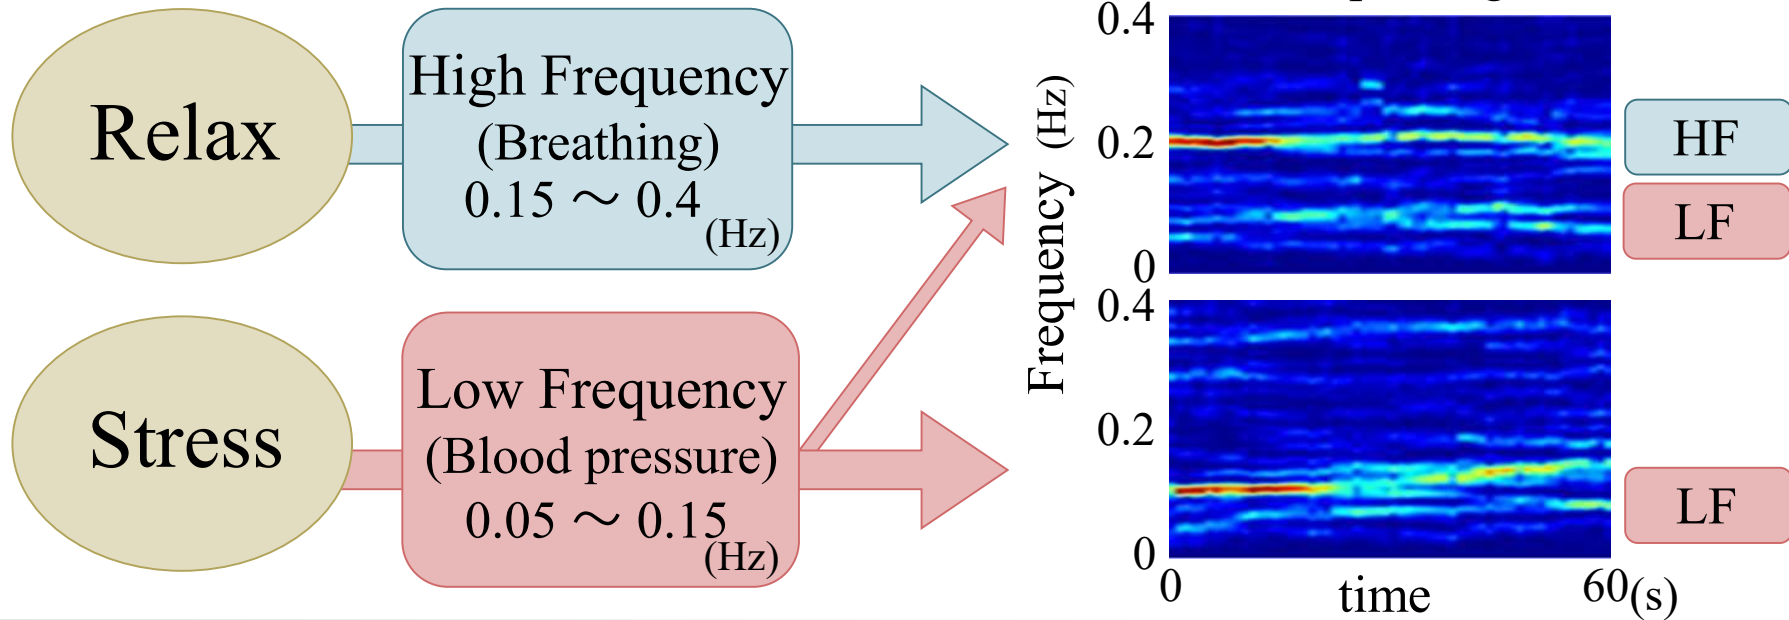 Relax
High Frequency
(Breathing)
0.15 ～ 0.4
(Hz)
Stress
Low Frequency
(Blood pressure)
0.05 ～ 0.15
(Hz)
Frequency (Hz)
0.4
0.2
0
0.4
0.2
0
0
time
60(s)
HF
LF
LF